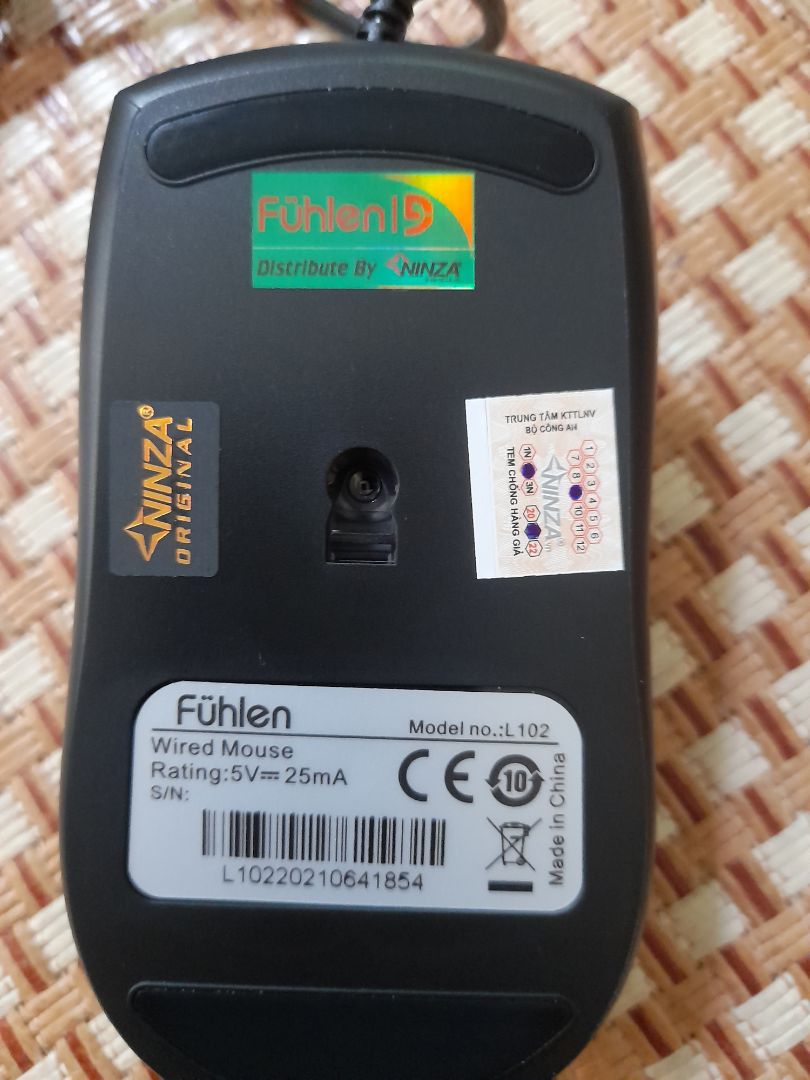 Fühlen
Distribute By NINZA
NINZA®
ORIGINAL
TRUNG TÂM KTTLNV
BỘ CÔNG AN
1 2 3 4 5 6
7 8 10 11 12
NINZA®
.vn
1N 3N 20 22
TEM CHỐNG HÀNG GIẢ
Fühlen
Model no.:L102
Wired Mouse
Rating:5V⎓25mA
S/N:
CE 10
L10220210641854
Made in China